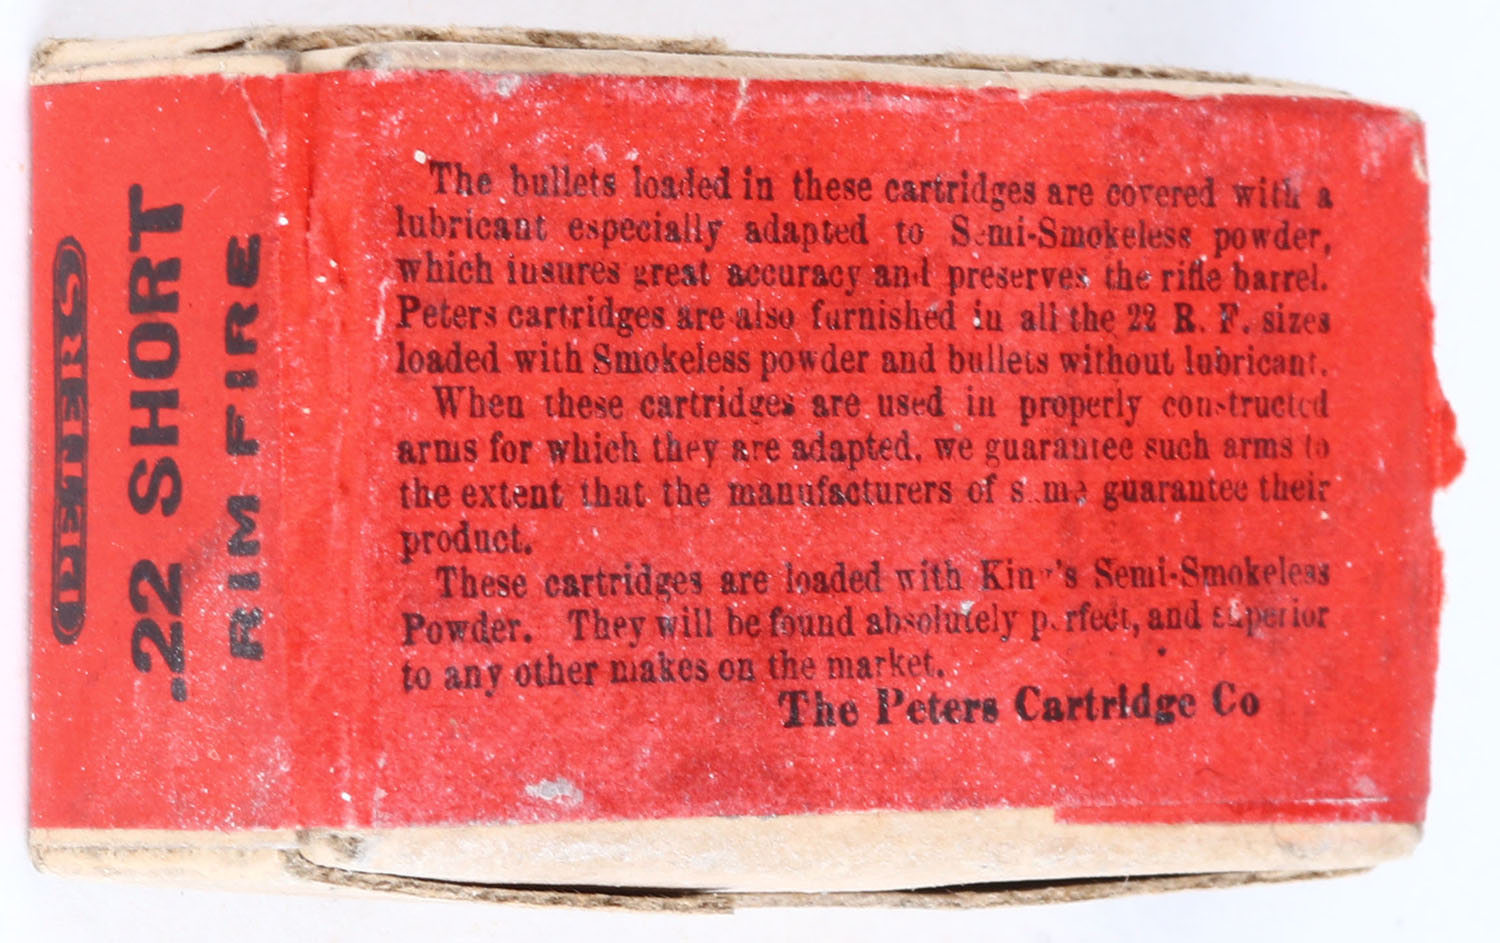 PETERS
.22 SHORT
RIM FIRE
The bullets loaded in these cartridges are covered with a
lubricant especially adapted to Semi-Smokeless powder,
which insures great accuracy and preserves the rifle barrel.
Peters cartridges are also furnished in all the 22 R. F. sizes
loaded with Smokeless powder and bullets without lubricant.
When these cartridges are used in properly constructed
arms for which they are adapted, we guarantee such arms to
the extent that the manufacturers of same guarantee their
product.
These cartridges are loaded with King's Semi-Smokeless
Powder. They will be found absolutely perfect, and superior
to any other makes on the market.
The Peters Cartridge Co